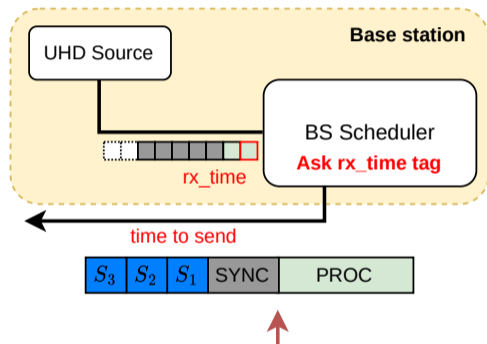 Base station
UHD Source
BS Scheduler
Ask rx_time tag
rx_time
time to send
S3 S2 S1 SYNC PROC